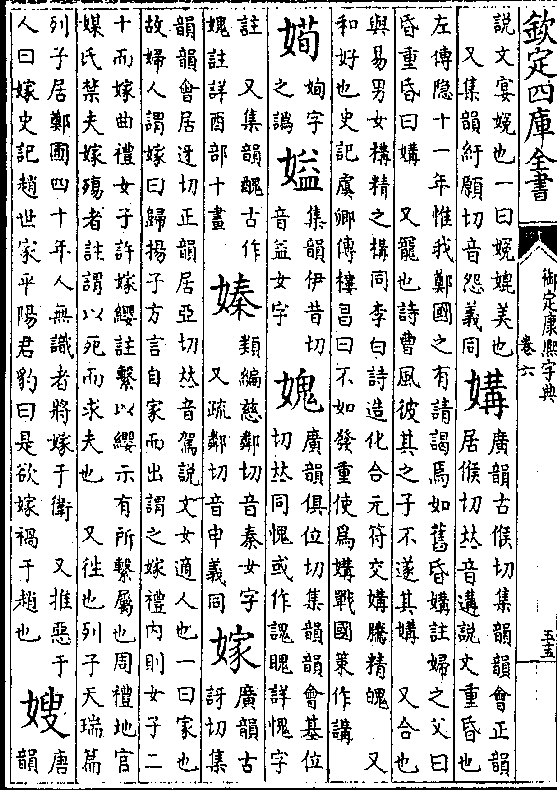 欽定四庫全書
御定康熙字典
卷六
五五
說文宴婉也一曰婉媲美也
又集韻紆願切音怨義同
媾
廣韻古候切集韻韻會正韻
居候切𠀤音遘說文重昏也
左傳隱十一年惟我鄭國之有請謁焉如舊昏媾註婦之父曰
昏重昏曰媾 又寵也詩曹風彼其之子不遂其媾 又合也
與易男女構精之構同李白詩造化合元符交媾騰精魄 又
和好也史記虞卿傳樓昌曰不如發重使爲媾戰國策作講
姰字
之譌
嗌
集韻伊昔切
音益女字
媿
廣韻俱位切集韻韻會基位
切𠀤同愧或作謉䁛詳愧字
註 又集韻醜古作
媿註詳酉部十畫
嫀
類編慈鄰切音秦女字
又疏鄰切音申義同
嫁
廣韻古
訝切集
韻韻會居迓切正韻居亞切𠀤音駕說文女適人也一曰家也
故婦人謂嫁曰歸揚子方言自家而出謂之嫁禮內則女子二
十而嫁曲禮女子許嫁纓註繫以纓示有所繫屬也周禮地官
媒氏禁夫嫁殤者註謂以死而求夫也 又徃也列子天瑞篇
列子居鄭圃四十年人無識者將嫁于衞 又推惡于
人曰嫁史記趙世家平陽君豹曰是欲嫁禍于趙也
嫂
唐
韻